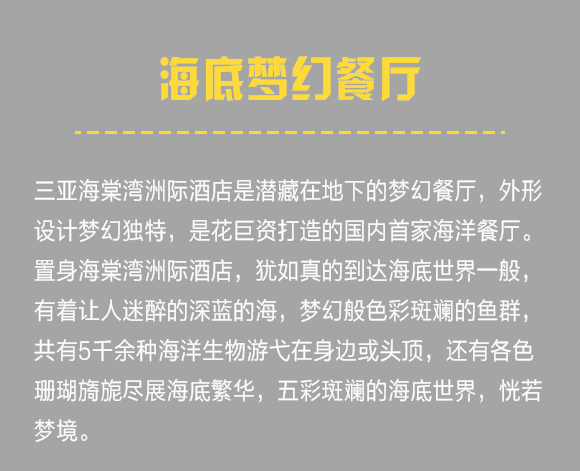 海底梦幻餐厅
三亚海棠湾洲际酒店是潜藏在地下的梦幻餐厅，外形
设计梦幻独特，是花巨资打造的国内首家海洋餐厅。
置身海棠湾洲际酒店，犹如真的到达海底世界一般，
有着让人迷醉的深蓝的海，梦幻般色彩斑斓的鱼群，
共有5千余种海洋生物游弋在身边或头顶，还有各色
珊瑚旖旎尽展海底繁华，五彩斑斓的海底世界，恍若
梦境。